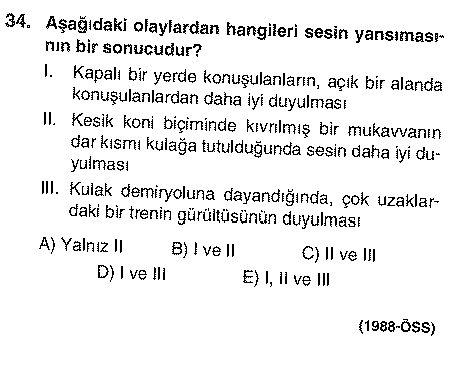 34. Aşağıdaki olaylardan hangileri sesin yansıması-
nın bir sonucudur?
I. Kapalı bir yerde konuşulanların, açık bir alanda
konuşulanlardan daha iyi duyulması
II. Kesik koni biçiminde kıvrılmış bir mukavvanın
dar kısmı kulağa tutulduğunda sesin daha iyi du-
yulması
III. Kulak demiryoluna dayandığında, çok uzaklar-
daki bir trenin gürültüsünün duyulması
A) Yalnız II B) I ve II C) II ve III
D) I ve III E) I, II ve III
(1988-ÖSS)